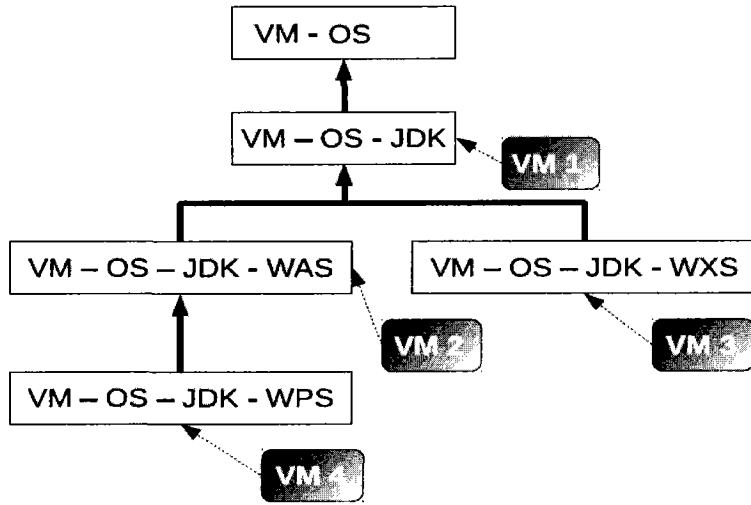 VM - OS
VM – OS - JDK
VM 1
VM – OS – JDK - WAS
VM – OS – JDK - WXS
VM 2
VM 3
VM – OS – JDK - WPS
VM 4